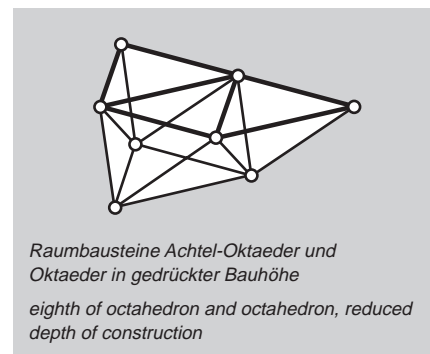 Raumbausteine Achtel-Oktaeder und
Oktaeder in gedrückter Bauhöhe
eighth of octahedron and octahedron, reduced
depth of construction